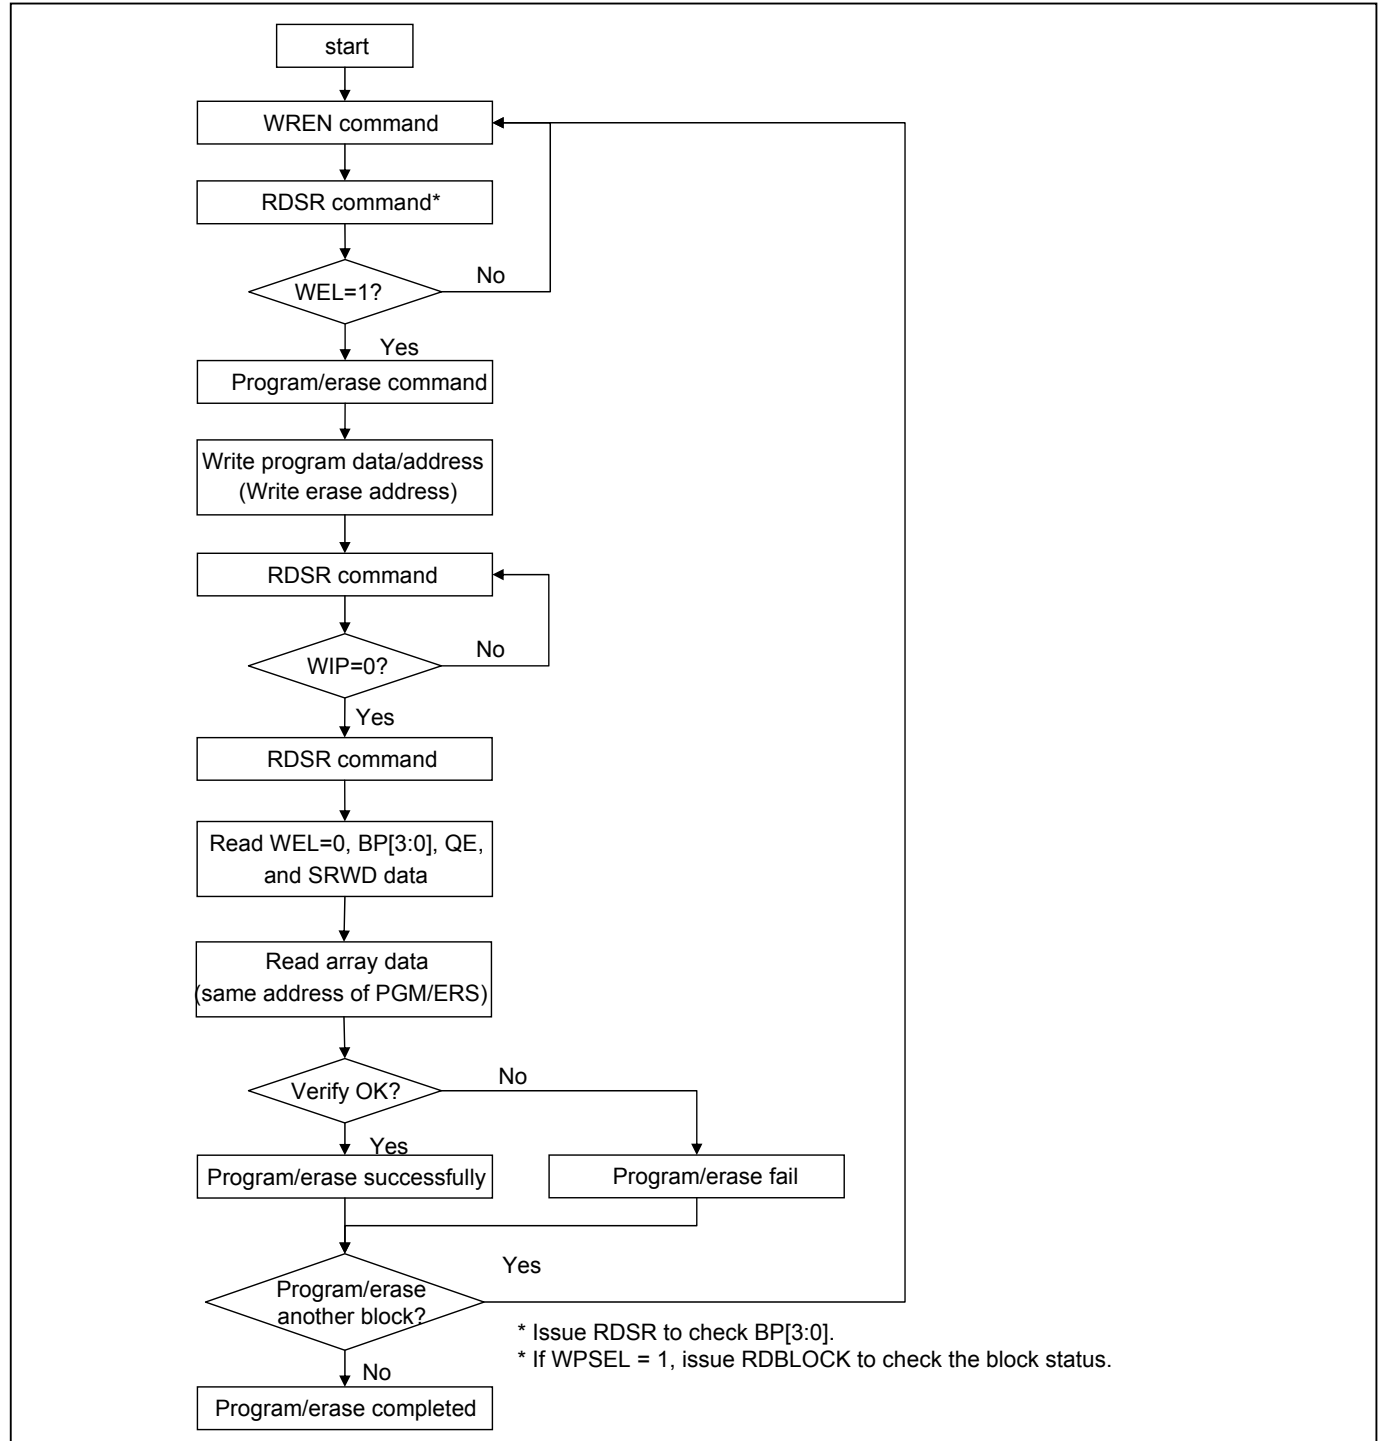 start
WREN command
RDSR command*
WEL=1?
No
Yes
Program/erase command
Write program data/address
(Write erase address)
RDSR command
WIP=0?
No
Yes
RDSR command
Read WEL=0, BP[3:0], QE,
and SRWD data
Read array data
(same address of PGM/ERS)
Verify OK?
No
Yes
Program/erase successfully
Program/erase fail
Program/erase
another block?
Yes
* Issue RDSR to check BP[3:0].
* If WPSEL = 1, issue RDBLOCK to check the block status.
No
Program/erase completed